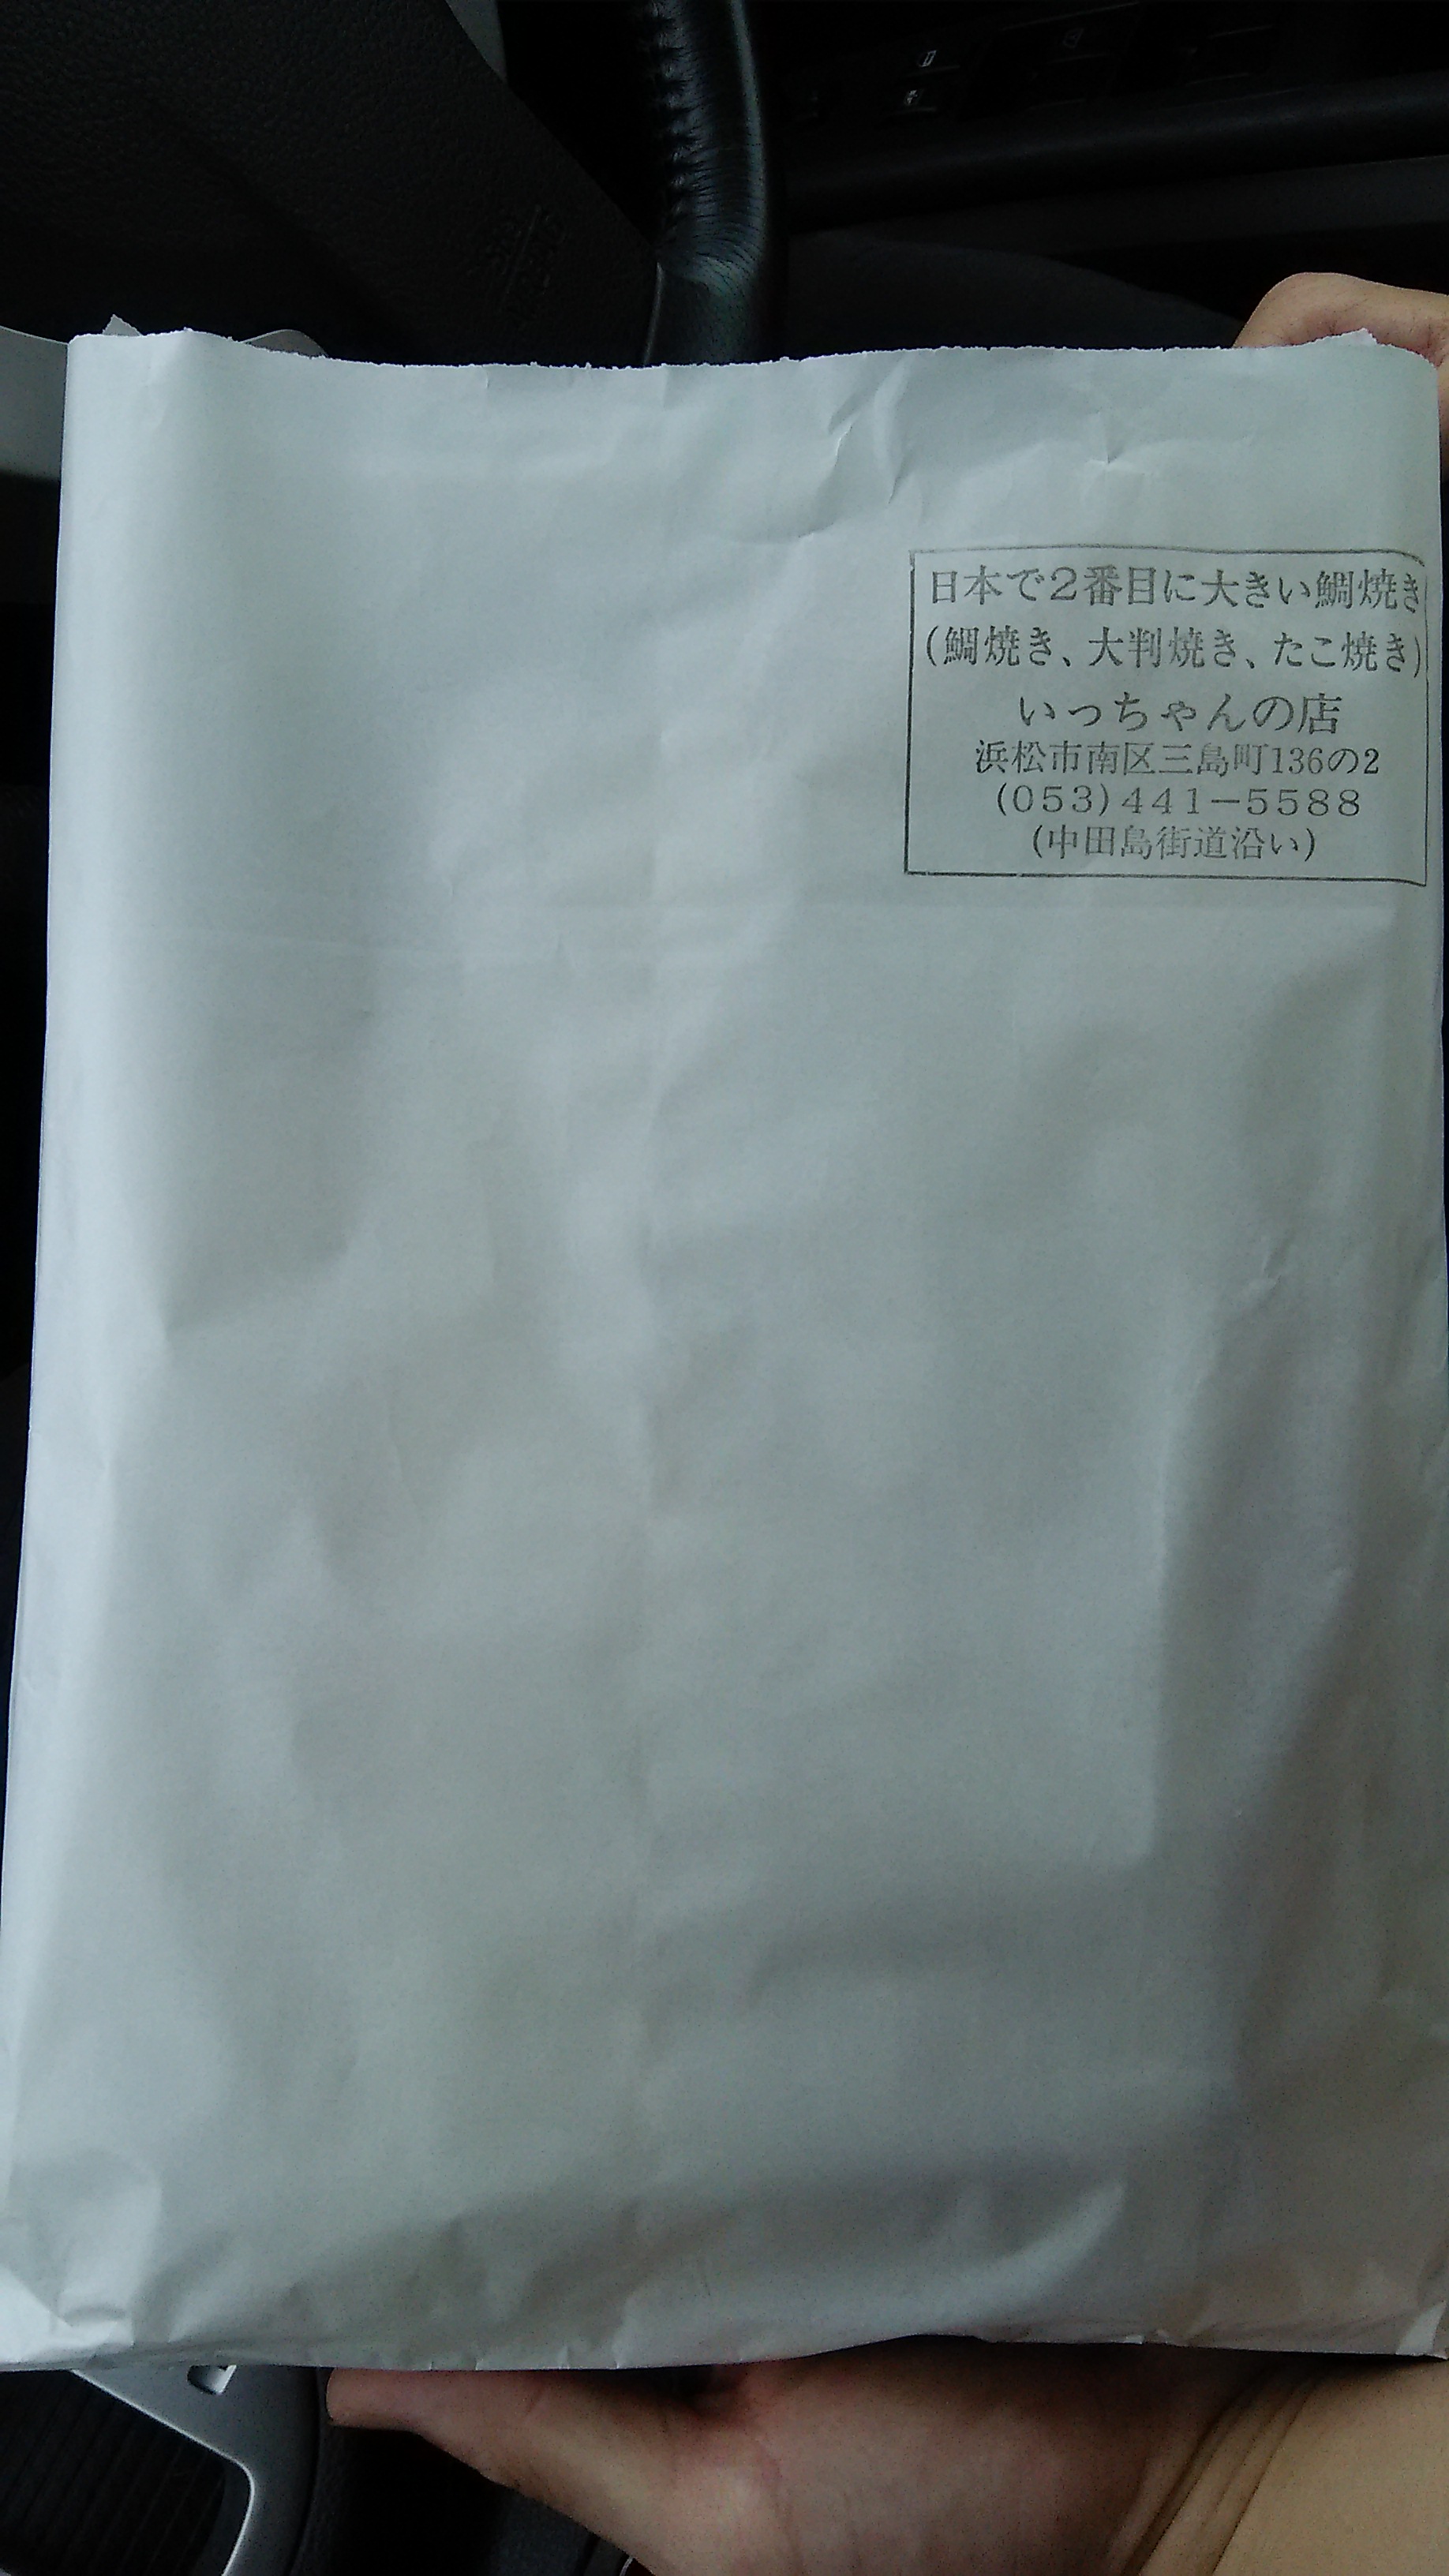 日本で2番目に大きい鯛焼き
(鯛焼き、大判焼き、たこ焼き)
いっちゃんの店
浜松市南区三島町136の2
(053)441-5588
(中田島街道沿い)